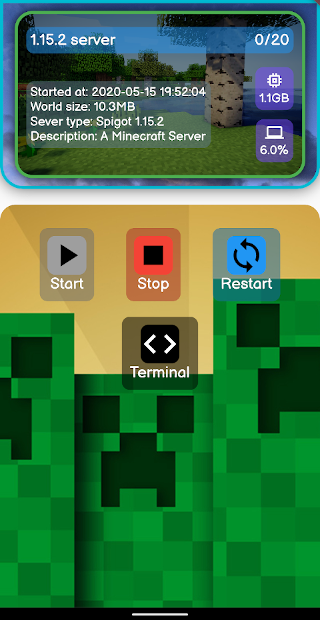 1.15.2 server 0/20
Started at: 2020-05-15 19:52:04
World size: 10.3MB
Sever type: Spigot 1.15.2
Description: A Minecraft Server
1.1GB
6.0%
Start Stop Restart
Terminal